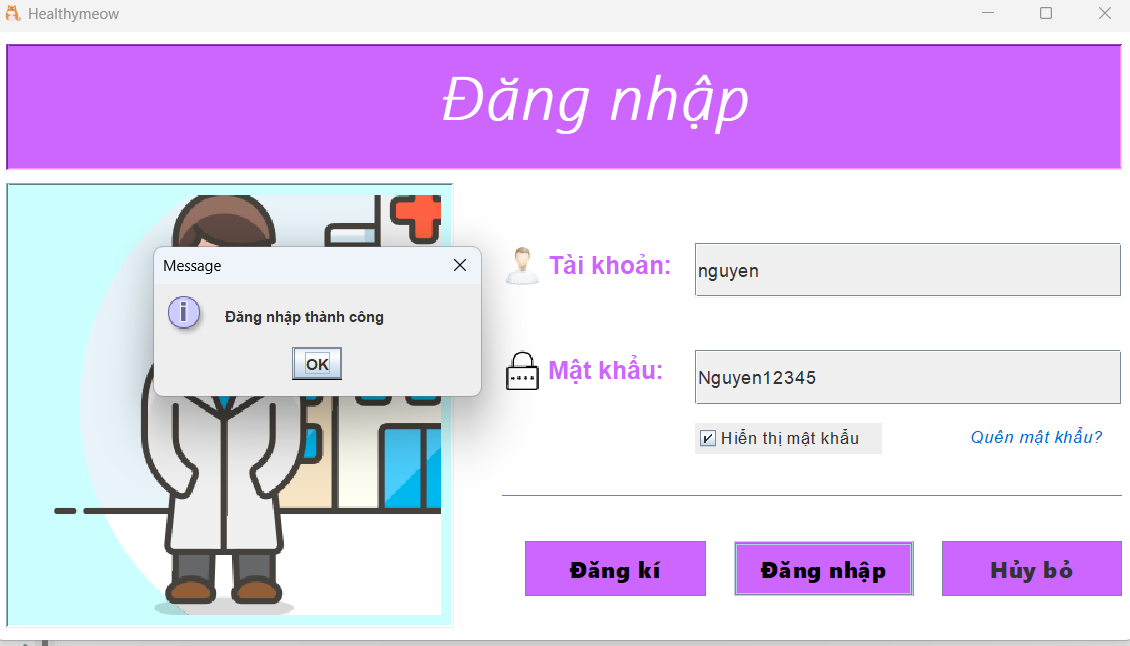 Healthymeow
Đăng nhập
Message
Đăng nhập thành công
OK
Tài khoản:
nguyen
Mật khẩu:
Nguyen12345
Hiển thị mật khẩu
Quên mật khẩu?
Đăng kí
Đăng nhập
Hủy bỏ